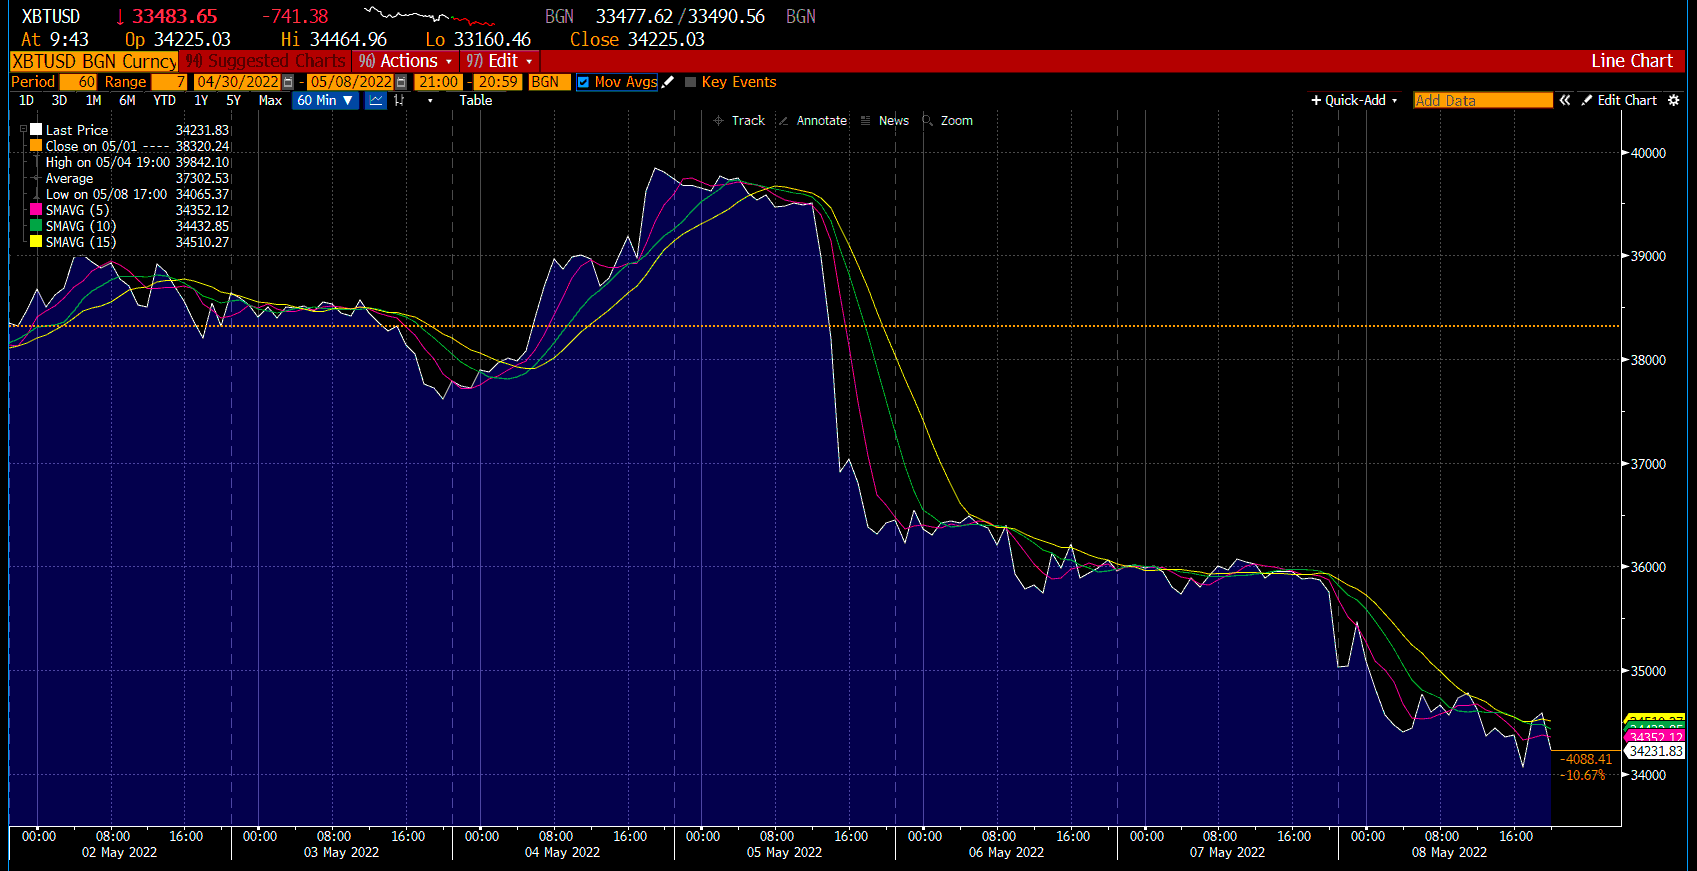 XBTUSD ↓ 33483.65 -741.38 BGN 33477.62/33490.56 BGN
At 9:43 Op 34225.03 Hi 34464.96 Lo 33160.46 Close 34225.03
XBTUSD BGN Curncy 94) Suggested Charts 96) Actions 97) Edit Line Chart
Period 60 Range 7 04/30/2022 - 05/08/2022 21:00 - 20:59 BGN Mov Avgs Key Events
1D 3D 1M 6M YTD 1Y 5Y Max 60 Min ▼ Table + Quick-Add Add Data « Edit Chart
Track Annotate News Zoom
Last Price 34231.83
Close on 05/01 ---- 38320.24
High on 05/04 19:00 39842.10
Average 37302.53
Low on 05/08 17:00 34065.37
SMAVG (5) 34352.12
SMAVG (10) 34432.85
SMAVG (15) 34510.27
40000
39000
38000
37000
36000
35000
34510.27
34432.85
34352.12
34231.83
-4088.41
-10.67%
34000
00:00 08:00 16:00 00:00 08:00 16:00 00:00 08:00 16:00 00:00 08:00 16:00 00:00 08:00 16:00 00:00 08:00 16:00 00:00 08:00 16:00
02 May 2022 03 May 2022 04 May 2022 05 May 2022 06 May 2022 07 May 2022 08 May 2022